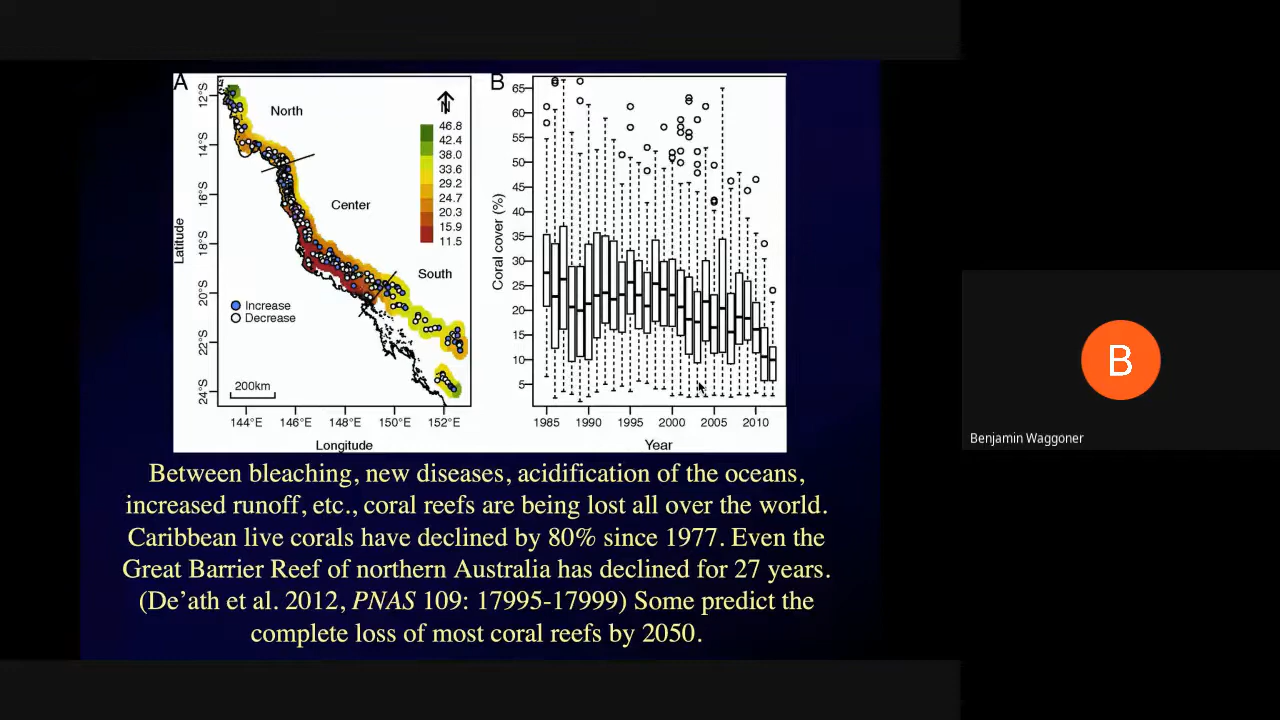 A
12°S
14°S
16°S
18°S
20°S
22°S
24°S
Latitude
North
Center
South
N
46.8
42.4
38.0
33.6
29.2
24.7
20.3
15.9
11.5
Increase
Decrease
200km
144°E 146°E 148°E 150°E 152°E
Longitude
B
65
60
55
50
45
40
35
30
25
20
15
10
5
Coral cover (%)
1985 1990 1995 2000 2005 2010
Year
Between bleaching, new diseases, acidification of the oceans,
increased runoff, etc., coral reefs are being lost all over the world.
Caribbean live corals have declined by 80% since 1977. Even the
Great Barrier Reef of northern Australia has declined for 27 years.
(De’ath et al. 2012, PNAS 109: 17995-17999) Some predict the
complete loss of most coral reefs by 2050.
B
Benjamin Waggoner